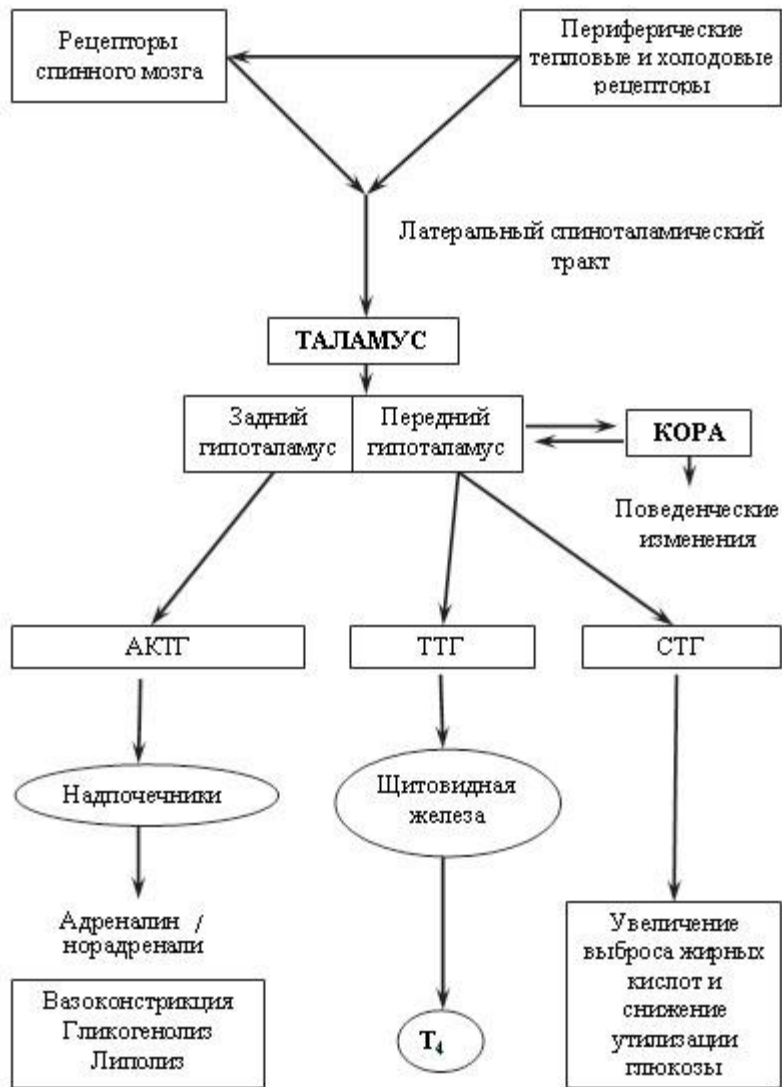 Рецепторы
спинного мозга
Периферические
тепловые и холодовые
рецепторы
Латеральный спиноталамический
тракт
ТАЛАМУС
Задний
гипоталамус
Передний
гипоталамус
КОРА
Поведенческие
изменения
АКТГ
ТТГ
СТГ
Надпочечники
Щитовидная
железа
Адреналин /
норадренали
Вазоконстрикция
Гликогенолиз
Липолиз
T4
Увеличение
выброса жирных
кислот и
снижение
утилизации
глюкозы